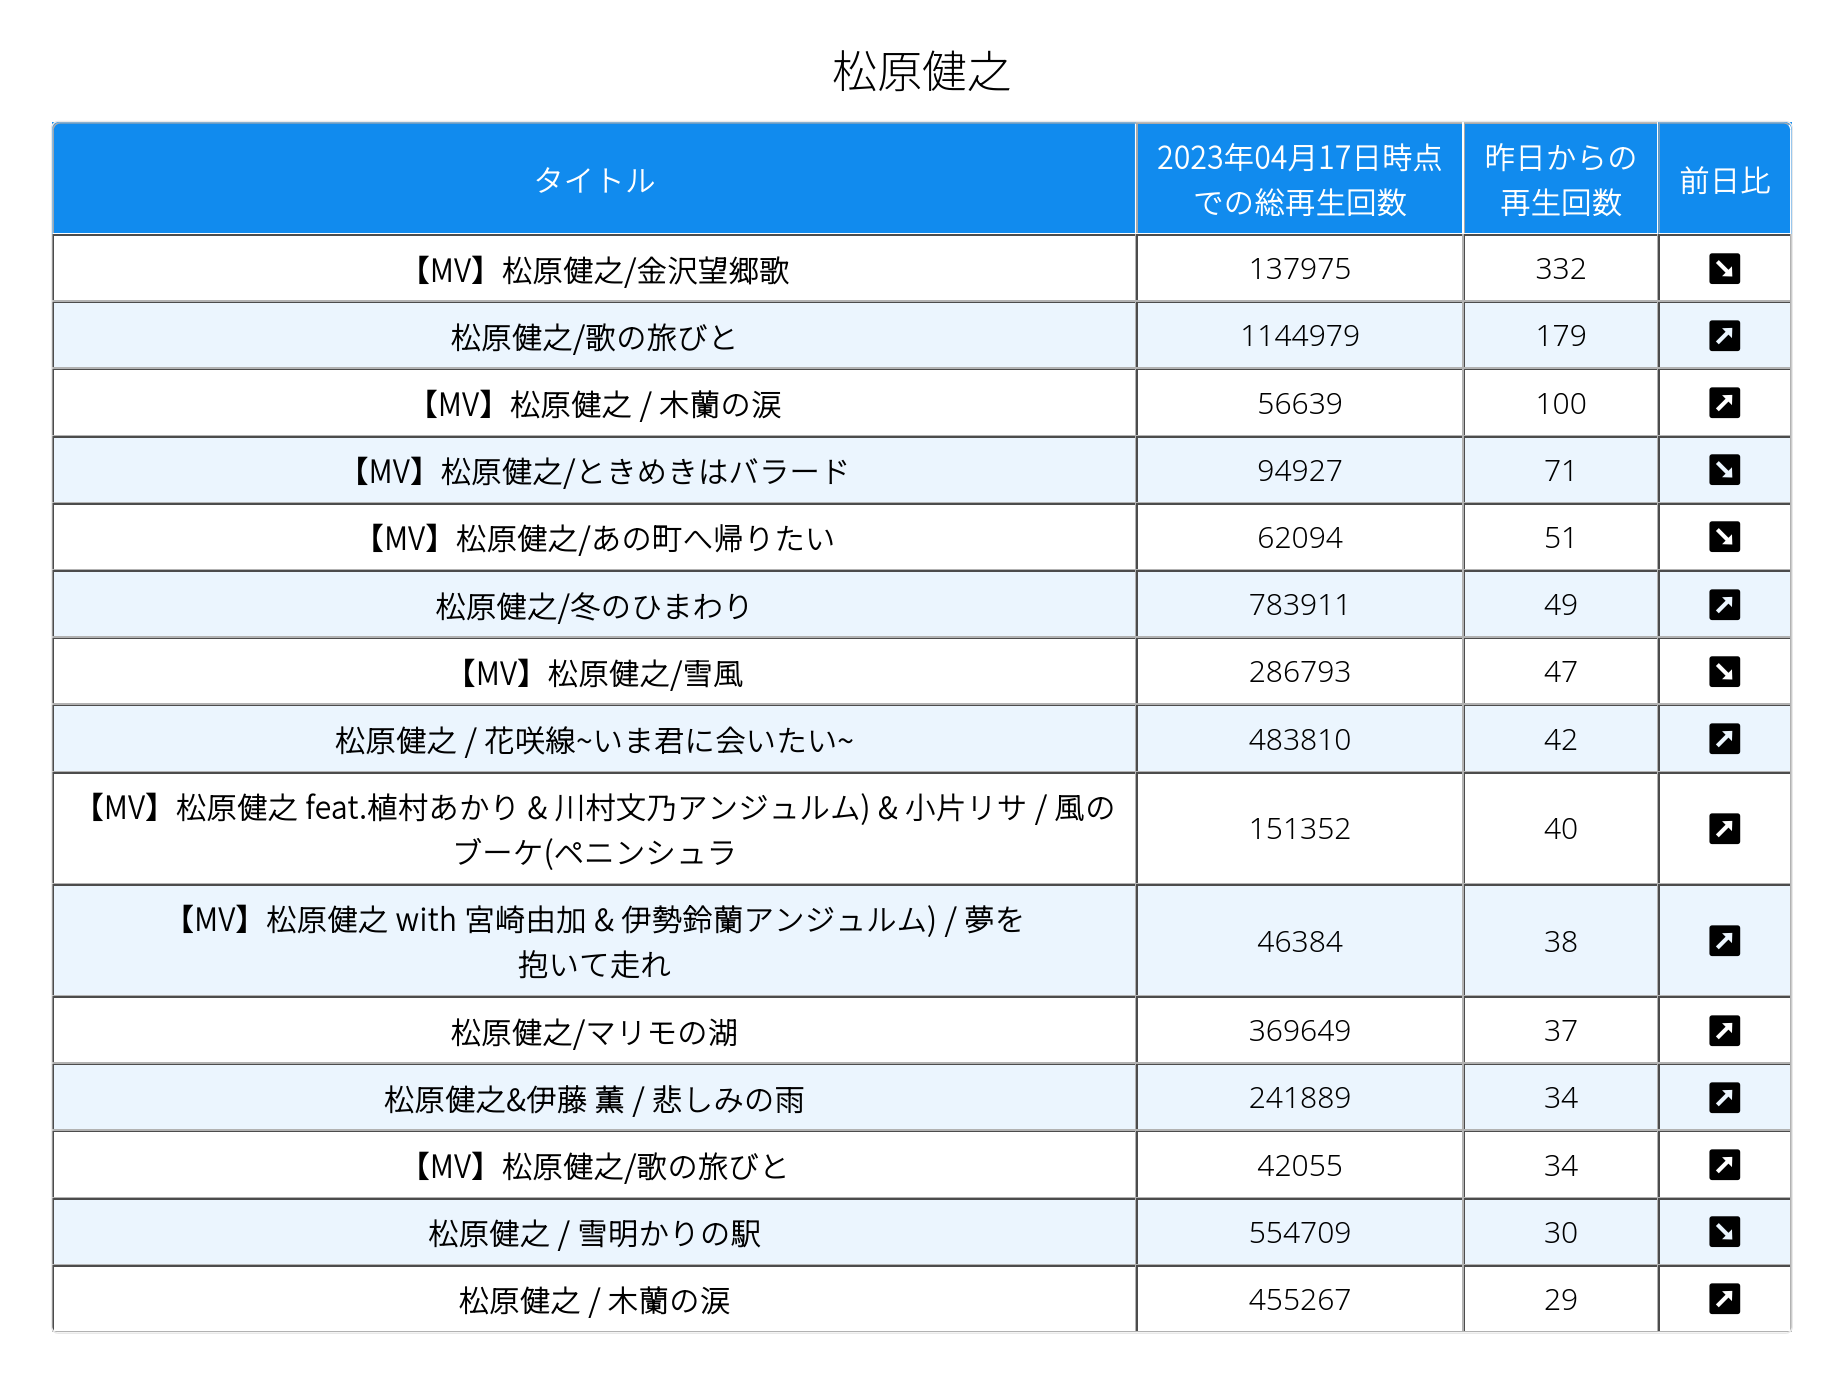 松原健之
タイトル
2023年04月17日時点
での総再生回数
昨日からの
再生回数
前日比
【MV】松原健之/金沢望郷歌 137975 332
松原健之/歌の旅びと 1144979 179
【MV】松原健之 / 木蘭の涙 56639 100
【MV】松原健之/ときめきはバラード 94927 71
【MV】松原健之/あの町へ帰りたい 62094 51
松原健之/冬のひまわり 783911 49
【MV】松原健之/雪風 286793 47
松原健之 / 花咲線~いま君に会いたい~ 483810 42
【MV】松原健之 feat.植村あかり & 川村文乃アンジュルム) & 小片リサ / 風の
ブーケ(ペニンシュラ 151352 40
【MV】松原健之 with 宮崎由加 & 伊勢鈴蘭アンジュルム) / 夢を
抱いて走れ 46384 38
松原健之/マリモの湖 369649 37
松原健之&伊藤 薫 / 悲しみの雨 241889 34
【MV】松原健之/歌の旅びと 42055 34
松原健之 / 雪明かりの駅 554709 30
松原健之 / 木蘭の涙 455267 29